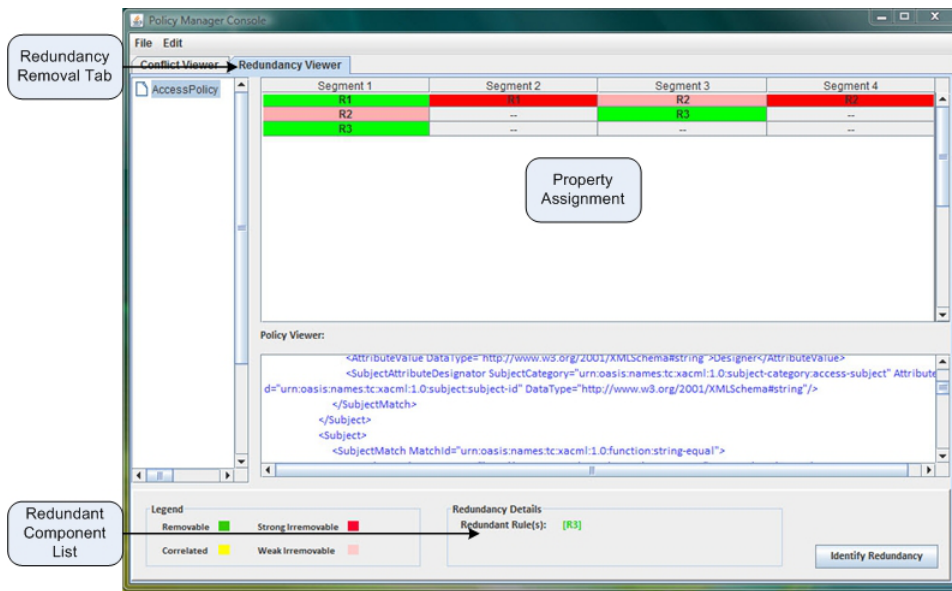 Policy Manager Console
File Edit
Redundancy Removal Tab
Conflict Viewer Redundancy Viewer
AccessPolicy
Segment 1 Segment 2 Segment 3 Segment 4
R1 R1 R2 R2
R2 -- R3 --
R3 -- -- --
Property Assignment
Policy Viewer:
<AttributeValue DataType="http://www.w3.org/2001/XMLSchema#string">Designer</AttributeValue>
<SubjectAttributeDesignator SubjectCategory="urn:oasis:names:tc:xacml:1.0:subject-category:access-subject" Attribute
d="urn:oasis:names:tc:xacml:1.0:subject:subject-id" DataType="http://www.w3.org/2001/XMLSchema#string"/>
</SubjectMatch>
</Subject>
<Subject>
<SubjectMatch MatchId="urn:oasis:names:tc:xacml:1.0:function:string-equal">
Redundant Component List
Legend
Removable Strong Irremovable
Correlated Weak Irremovable
Redundancy Details
Redundant Rule(s): [R3]
Identify Redundancy